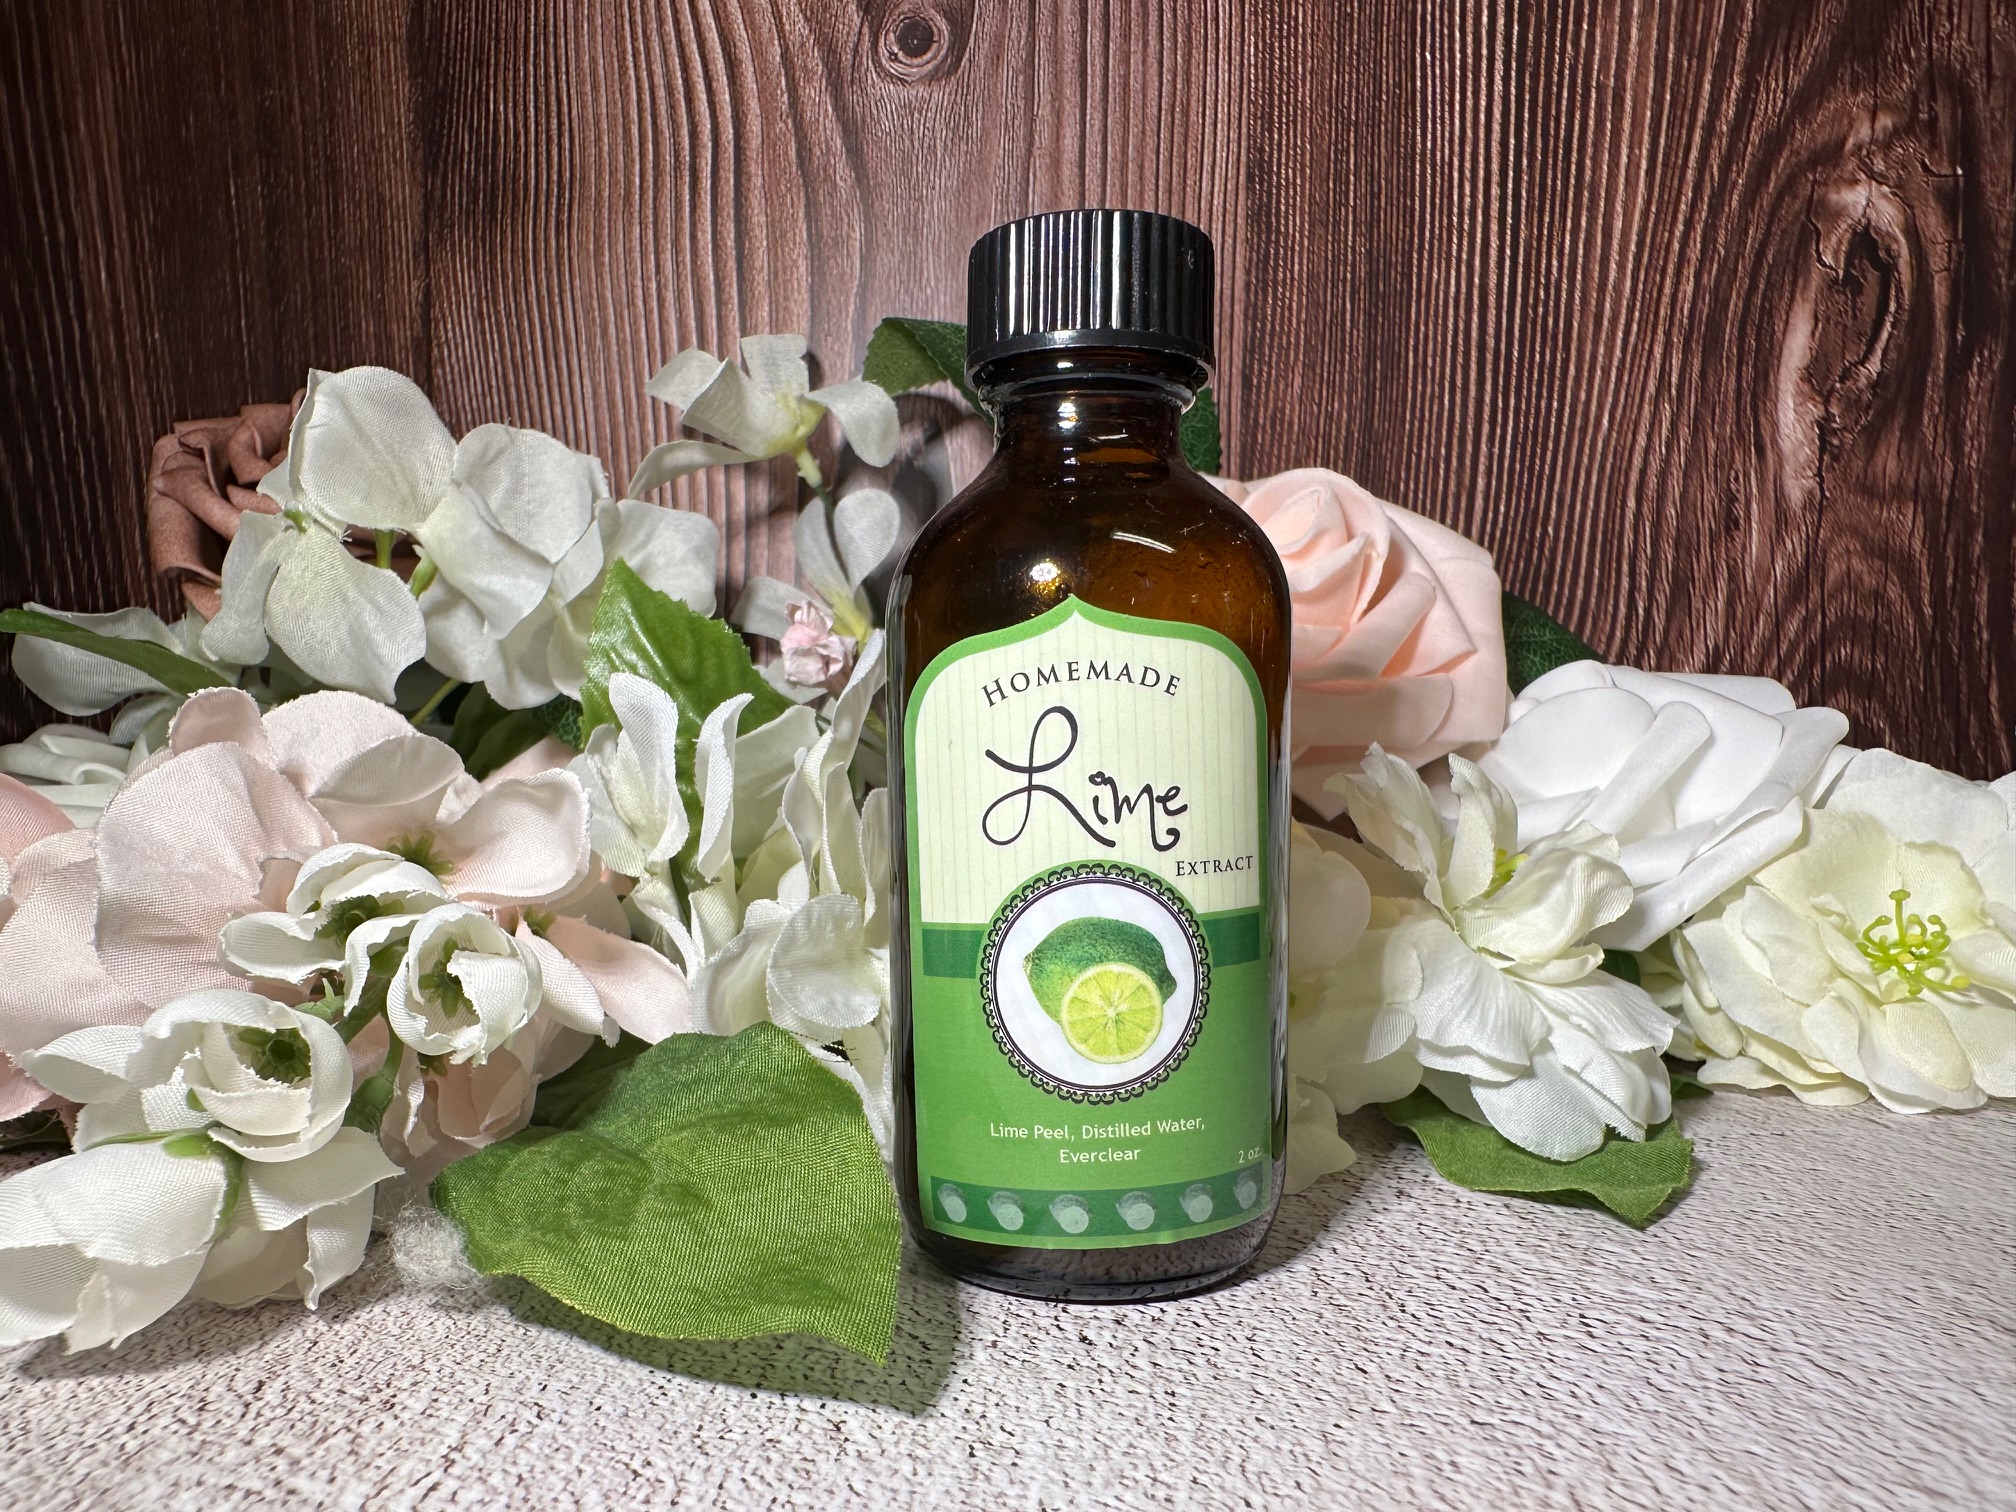 HOMEMADE
Lime
EXTRACT
Lime Peel, Distilled Water,
Everclear
2 oz.